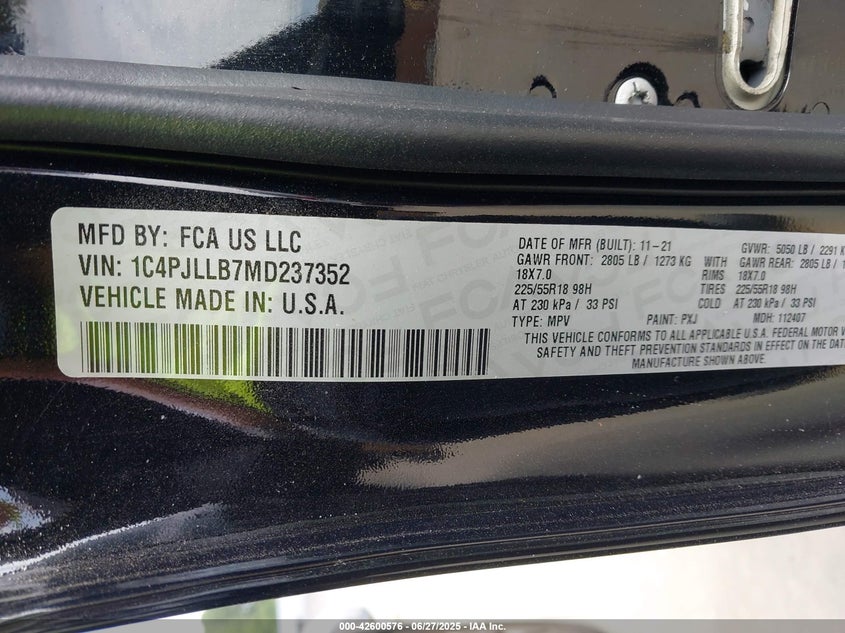 MFD BY: FCA US LLC
VIN: 1C4PJLLB7MD237352
VEHICLE MADE IN: U.S.A.
DATE OF MFR (BUILT): 11-21 GVWR: 5050 LB / 2291 K
GAWR FRONT: 2805 LB / 1273 KG WITH GAWR REAR: 2805 LB / 1
18X7.0 RIMS 18X7.0
225/55R18 98H TIRES 225/55R18 98H
AT 230 kPa / 33 PSI COLD AT 230 kPa / 33 PSI
TYPE: MPV PAINT: PXJ MDH: 112407
THIS VEHICLE CONFORMS TO ALL APPLICABLE U.S.A. FEDERAL MOTOR V
SAFETY AND THEFT PREVENTION STANDARDS IN EFFECT ON THE DAT
MANUFACTURE SHOWN ABOVE.
000-42600576 | 06/27/2025 | IAA Inc.